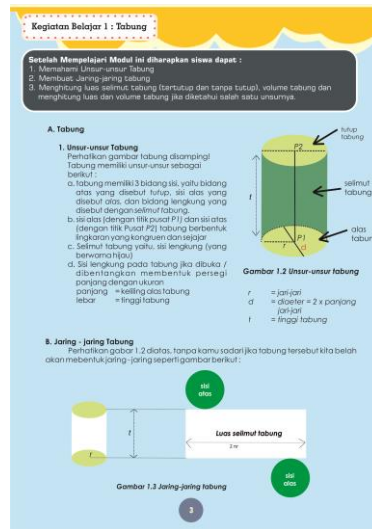 Kegiatan Belajar 1 : Tabung
Setelah Mempelajari Modul ini diharapkan siswa dapat :
1. Memahami Unsur-unsur Tabung
2. Membuat Jaring-jaring tabung
3. Menghitung luas selimut tabung (tertutup dan tanpa tutup), volume tabung dan
menghitung luas dan volume tabung jika diketahui salah satu unsurnya.
A. Tabung
1. Unsur-unsur Tabung
Perhatikan gambar tabung disamping!
Tabung memiliki unsur-unsur sebagai
berikut :
a. tabung memiliki 3 bidang sisi, yaitu bidang
atas yang disebut tutup, sisi alas yang
disebut alas, dan bidang lengkung yang
disebut dengan selimut tabung.
b. sisi alas (dengan titik pusat P1) dan sisi atas
(dengan titik Pusat P2) tabung berbentuk
lingkaran yang kongruen dan sejajar
c. Selimut tabung yaitu, sisi lengkung (yang
berwarna hijau)
d. Sisi lengkung pada tabung jika dibuka /
dibentangkan membentuk persegi
panjang dengan ukuran
panjang = keliling alas tabung
lebar = tinggi tabung
tutup
tabung
P2
t
selimut
tabung
P1
r
d
alas
tabung
Gambar 1.2 Unsur-unsur tabung
r = jari-jari
d = diaeter = 2 x panjang
jari-jari
t = tinggi tabung
B. Jaring - jaring Tabung
Perhatikan gabar 1.2 diatas, tanpa kamu sadari jika tabung tersebut kita belah
akan mebentuk jaring-jaring seperti gambar berikut :
sisi
atas
t
Luas selimut tabung
r
sisi
alas
Gambar 1.3 Jaring-jaring tabung
3